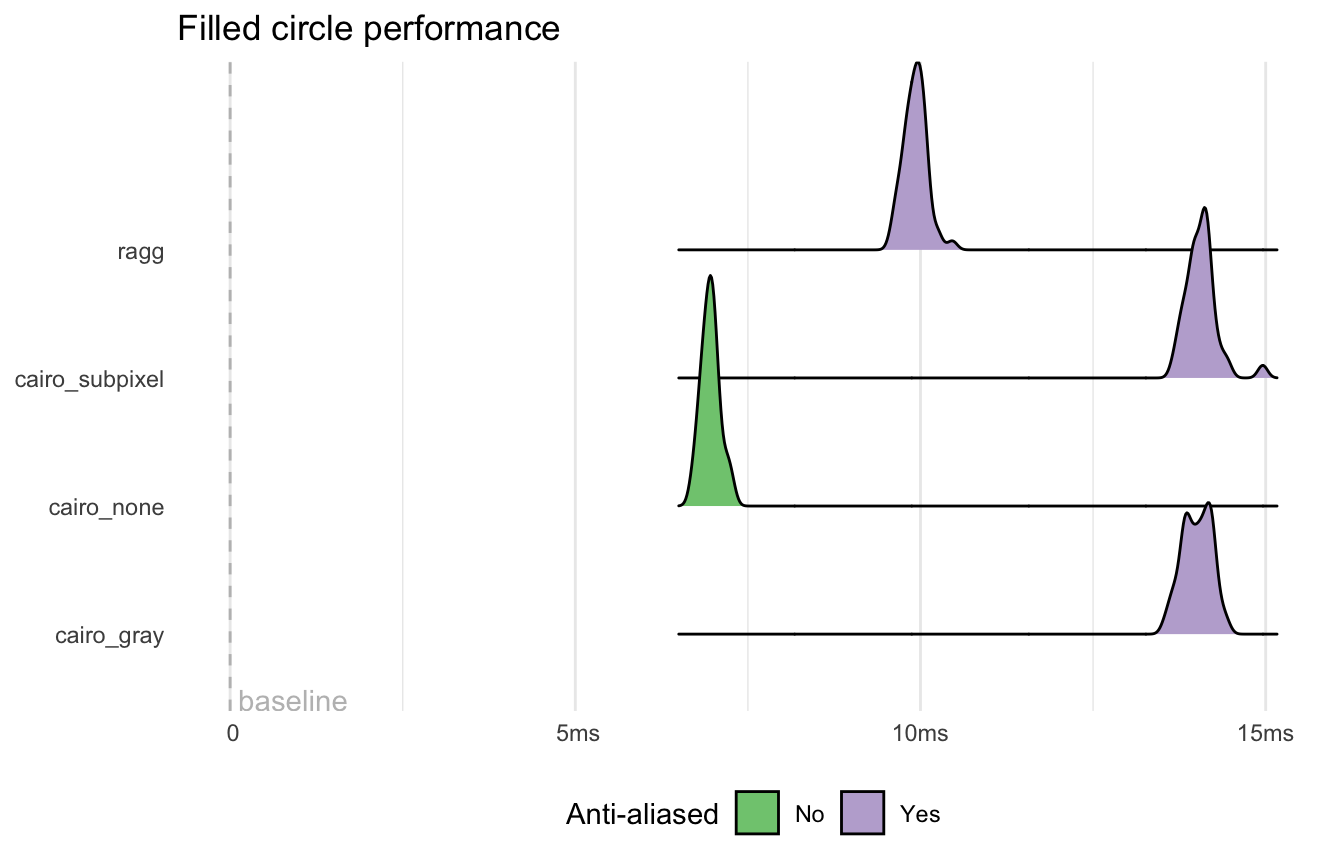 Filled circle performance
ragg
cairo_subpixel
cairo_none
cairo_gray
baseline
0 5ms 10ms 15ms
Anti-aliased No Yes